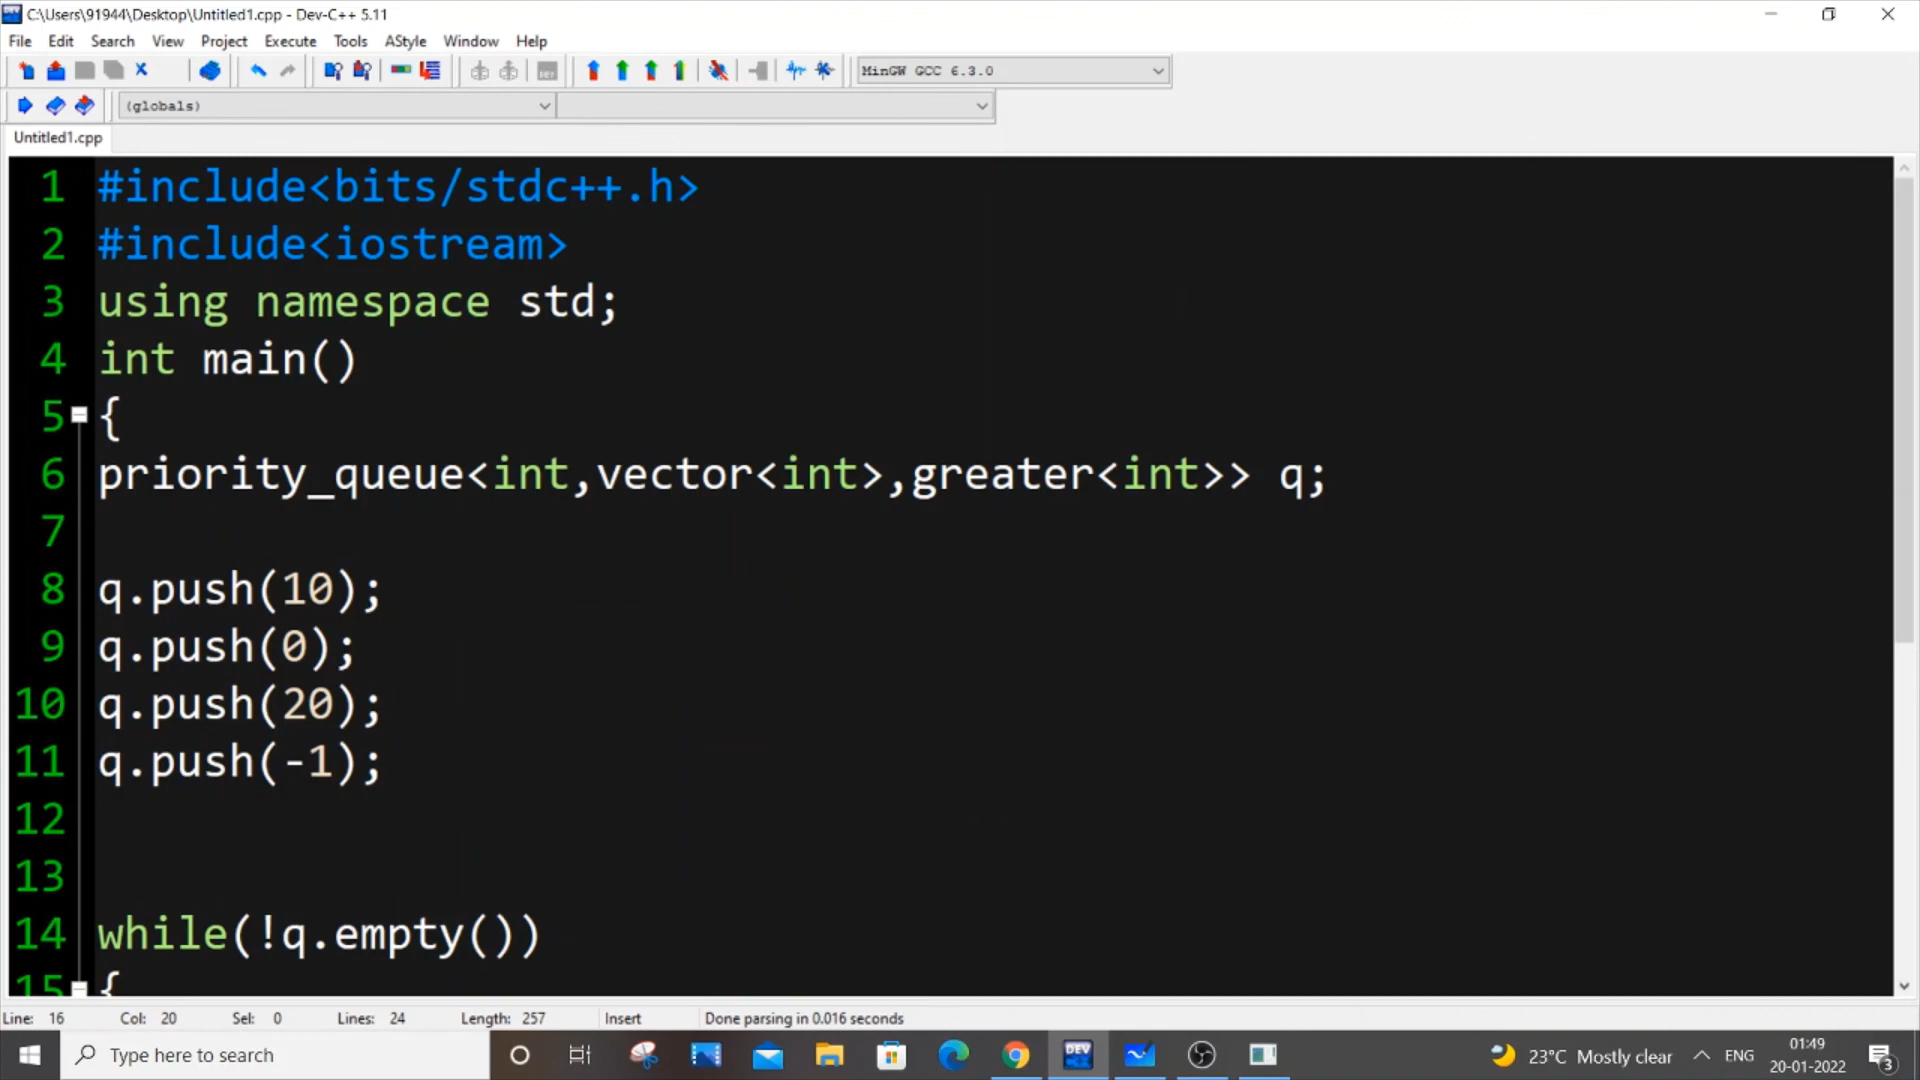 C:\Users\91944\Desktop\Untitled1.cpp - Dev-C++ 5.11
File Edit Search View Project Execute Tools AStyle Window Help
MinGW GCC 6.3.0
(globals)
Untitled1.cpp
1 #include<bits/stdc++.h>
2 #include<iostream>
3 using namespace std;
4 int main()
5 {
6 priority_queue<int,vector<int>,greater<int>> q;
7
8 q.push(10);
9 q.push(0);
10 q.push(20);
11 q.push(-1);
12
13
14 while(!q.empty())
15 {
Line: 16 Col: 20 Sel: 0 Lines: 24 Length: 257 Insert Done parsing in 0.016 seconds
Type here to search
DEV
23°C Mostly clear
ENG
01:49
20-01-2022
3